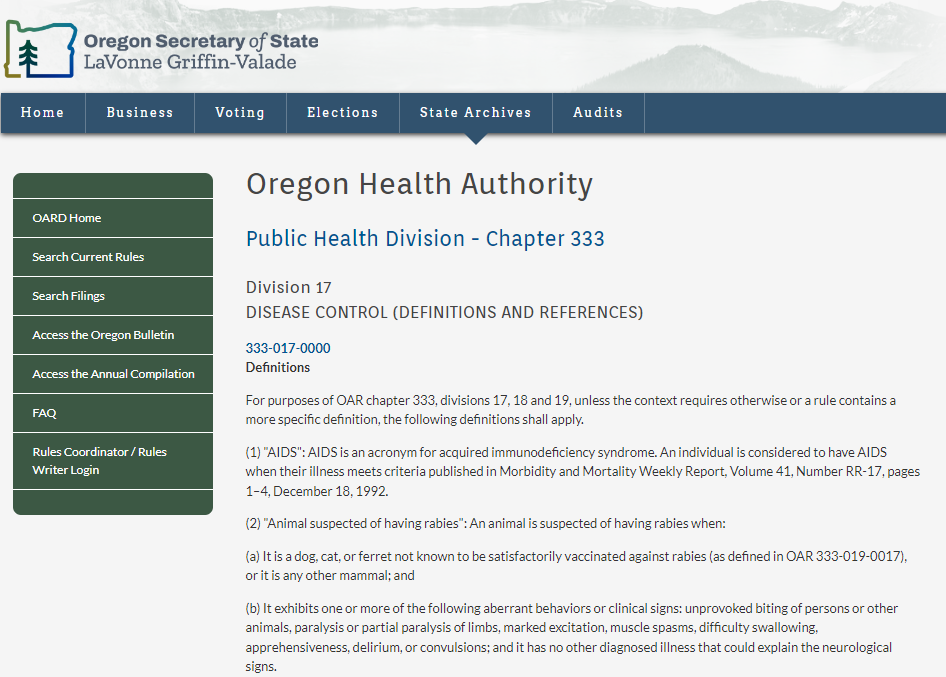 Oregon Secretary of State
LaVonne Griffin-Valade
Home
Business
Voting
Elections
State Archives
Audits
OARD Home
Search Current Rules
Search Filings
Access the Oregon Bulletin
Access the Annual Compilation
FAQ
Rules Coordinator / Rules
Writer Login
Oregon Health Authority
Public Health Division - Chapter 333
Division 17
DISEASE CONTROL (DEFINITIONS AND REFERENCES)
333-017-0000
Definitions
For purposes of OAR chapter 333, divisions 17, 18 and 19, unless the context requires otherwise or a rule contains a
more specific definition, the following definitions shall apply.
(1) "AIDS": AIDS is an acronym for acquired immunodeficiency syndrome. An individual is considered to have AIDS
when their illness meets criteria published in Morbidity and Mortality Weekly Report, Volume 41, Number RR-17, pages
1–4, December 18, 1992.
(2) "Animal suspected of having rabies": An animal is suspected of having rabies when:
(a) It is a dog, cat, or ferret not known to be satisfactorily vaccinated against rabies (as defined in OAR 333-019-0017),
or it is any other mammal; and
(b) It exhibits one or more of the following aberrant behaviors or clinical signs: unprovoked biting of persons or other
animals, paralysis or partial paralysis of limbs, marked excitation, muscle spasms, difficulty swallowing,
apprehensiveness, delirium, or convulsions; and it has no other diagnosed illness that could explain the neurological
signs.